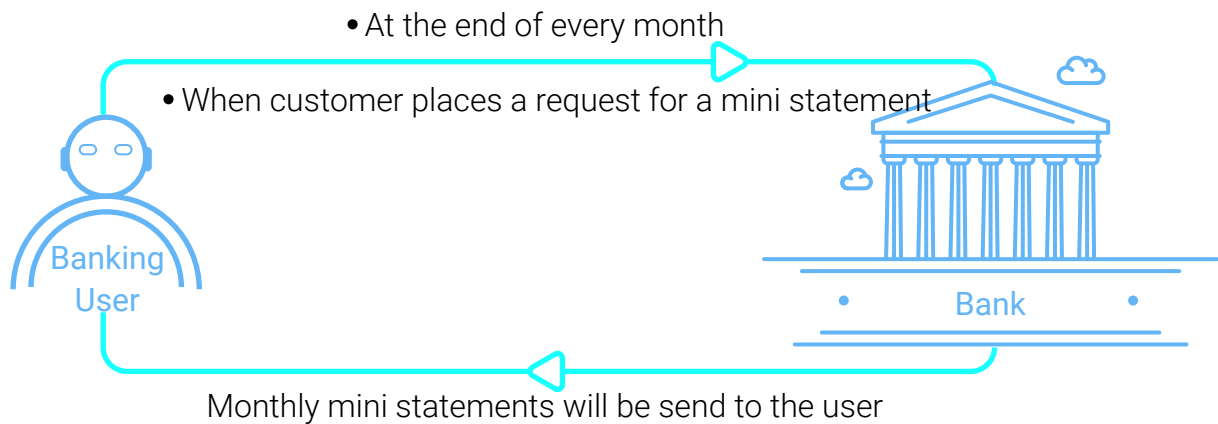 • At the end of every month
• When customer places a request for a mini statement
Banking
User
Bank
Monthly mini statements will be send to the user